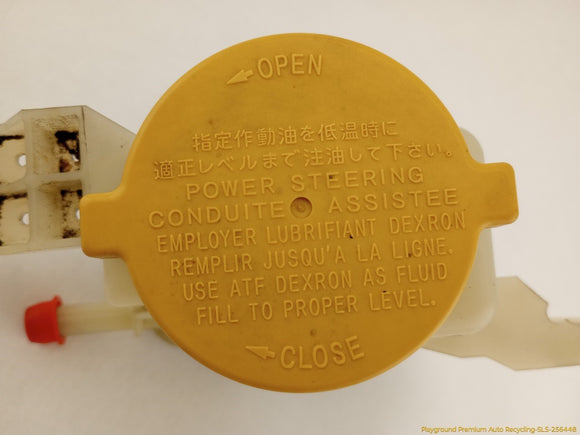 OPEN
指定作動油を低温時に
適正レベルまで注油して下さい。
POWER STEERING
CONDUITE ASSISTEE
EMPLOYER LUBRIFIANT DEXRON
REMPLIR JUSQU'A LA LIGNE.
USE ATF DEXRON AS FLUID
FILL TO PROPER LEVEL.
CLOSE
Playground Premium Auto Recycling-SLS-256448